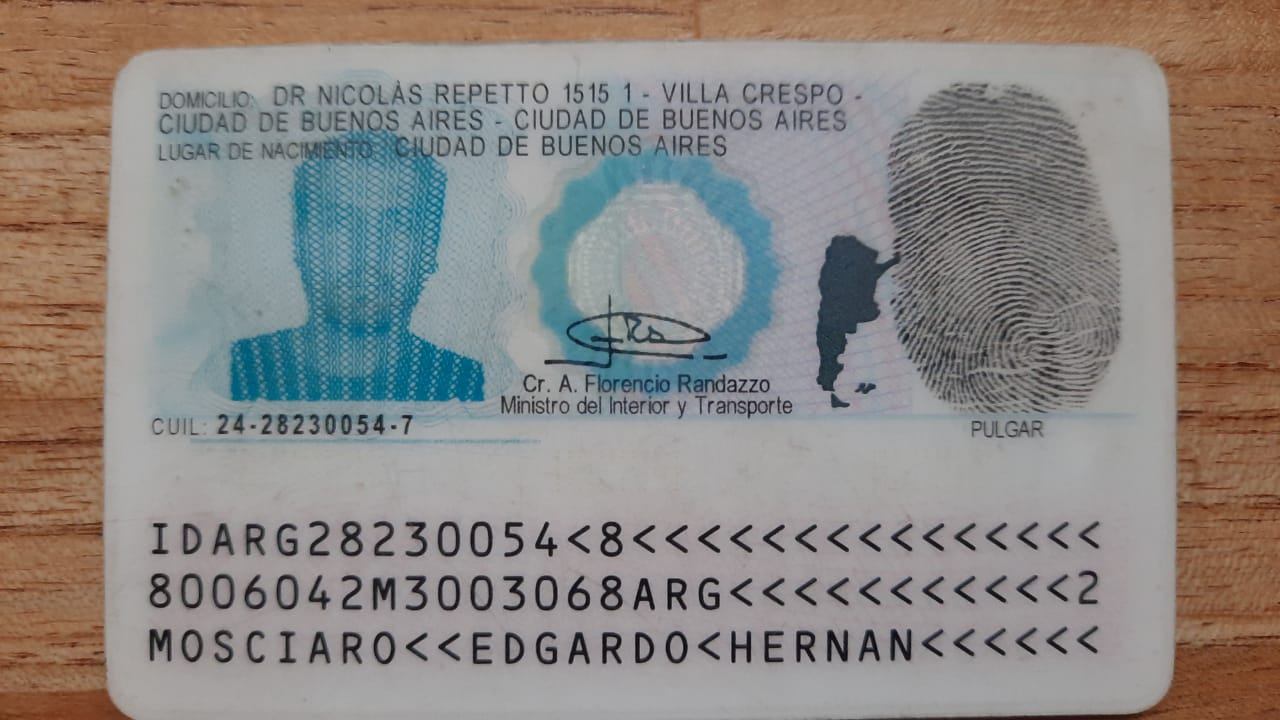 DOMICILIO: DR NICOLÀS REPETTO 1515 1 - VILLA CRESPO -
CIUDAD DE BUENOS AIRES - CIUDAD DE BUENOS AIRES
LUGAR DE NACIMIENTO: CIUDAD DE BUENOS AIRES
Cr. A. Florencio Randazzo
Ministro del Interior y Transporte
CUIL: 24-28230054-7
PULGAR
IDARG28230054<8<<<<<<<<<<<<<<<
8006042M3003068ARG<<<<<<<<<<<2
MOSCIARO<<EDGARDO<HERNAN<<<<<<